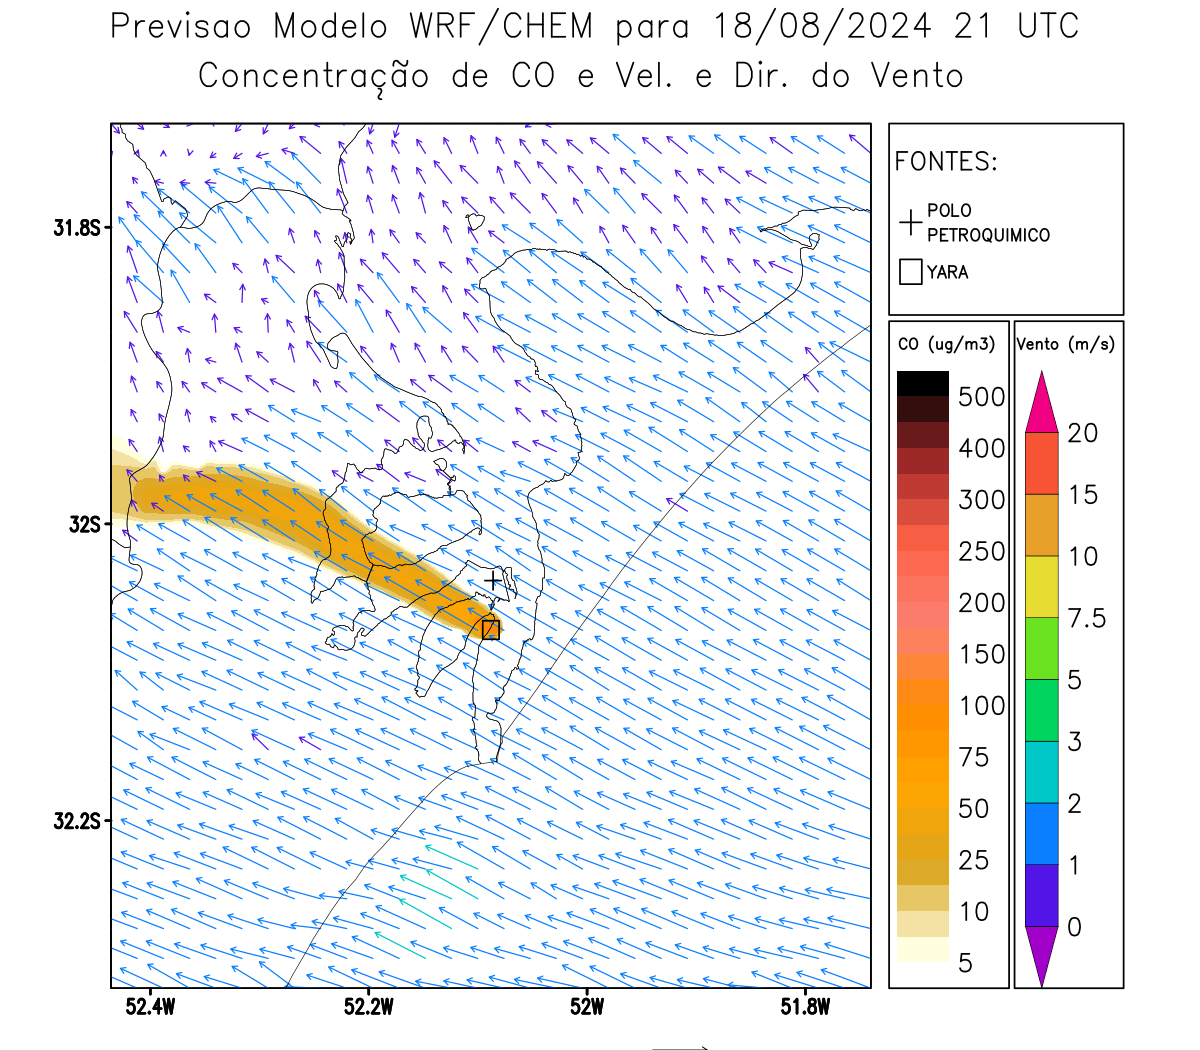 Previsao Modelo WRF/CHEM para 18/08/2024 21 UTC
Concentração de CO e Vel. e Dir. do Vento
FONTES:
POLO
PETROQUIMICO
YARA
CO (ug/m3)
500
400
300
250
200
150
100
75
50
25
10
5
Vento (m/s)
20
15
10
7.5
5
3
2
1
0
31.8S
32S
32.2S
52.4W
52.2W
52W
51.8W